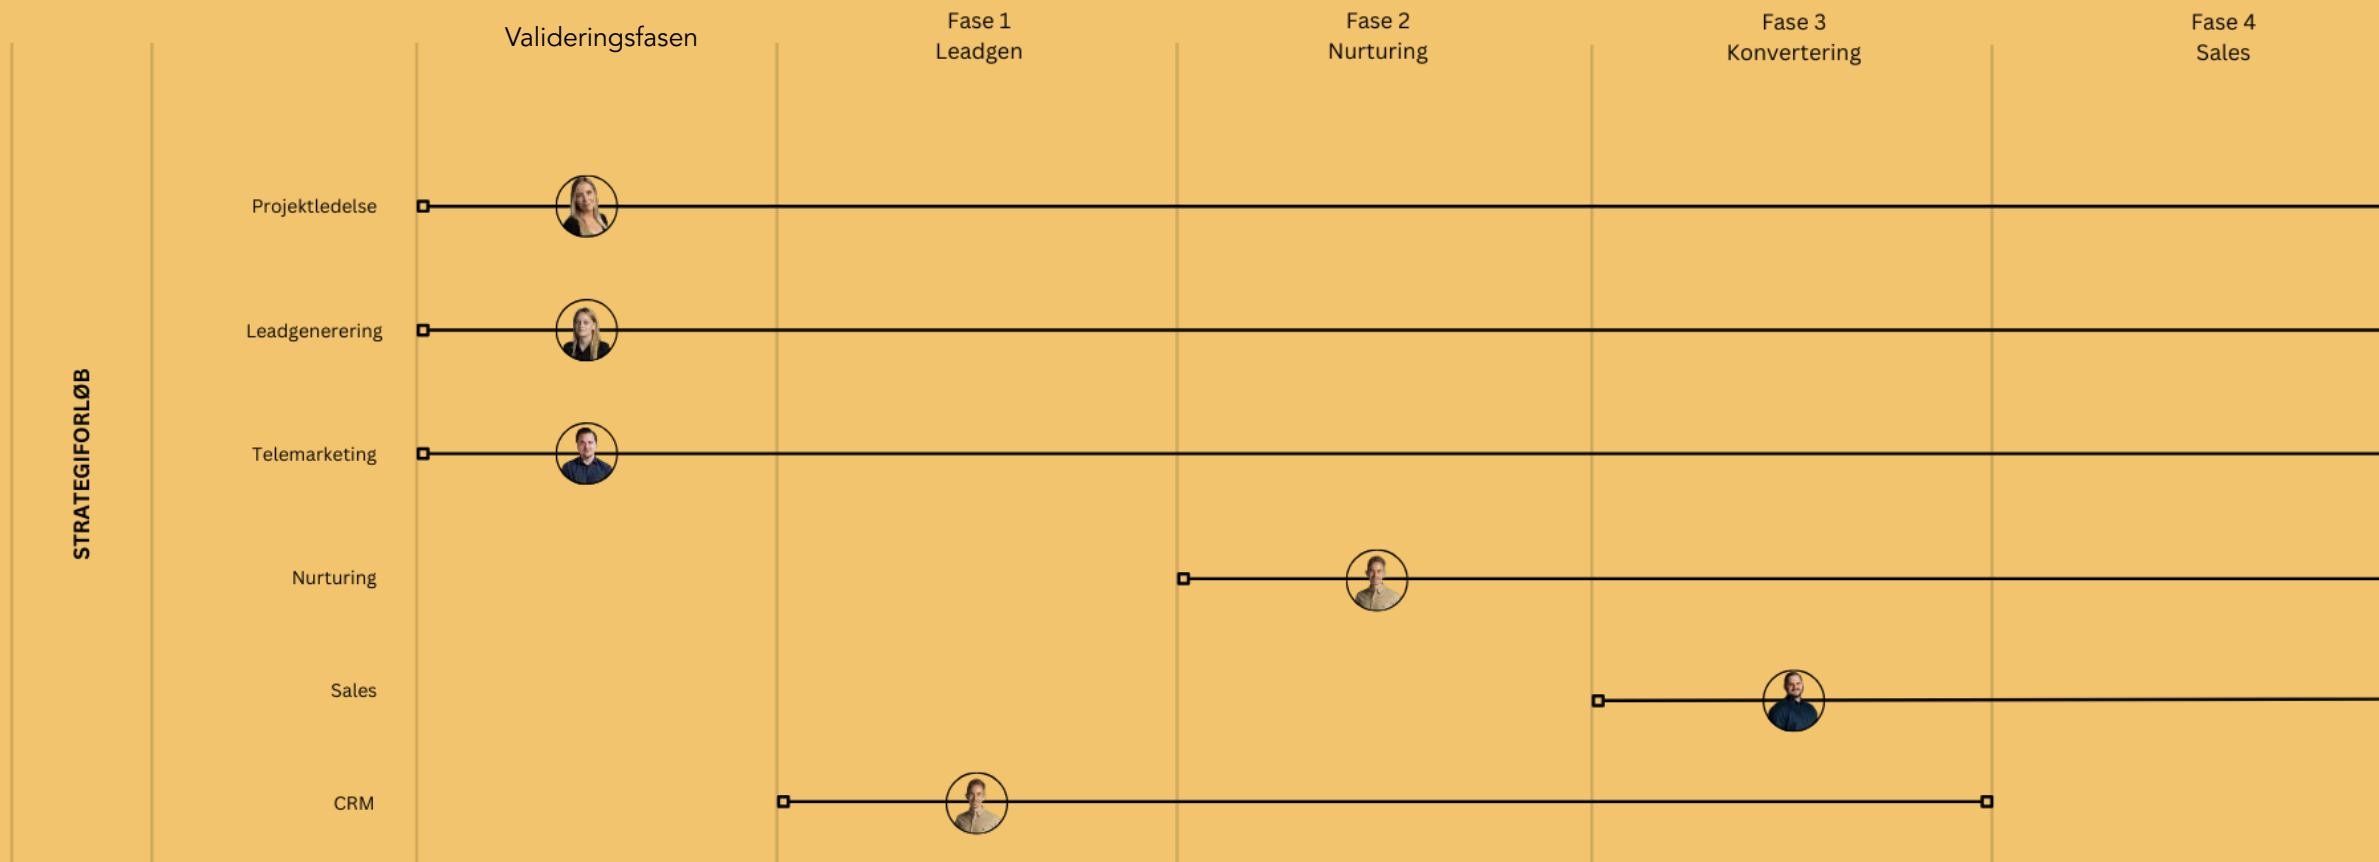 Valideringsfasen
Fase 1
Leadgen
Fase 2
Nurturing
Fase 3
Konvertering
Fase 4
Sales
STRATEGIFORLØB
Projektledelse
Leadgenerering
Telemarketing
Nurturing
Sales
CRM